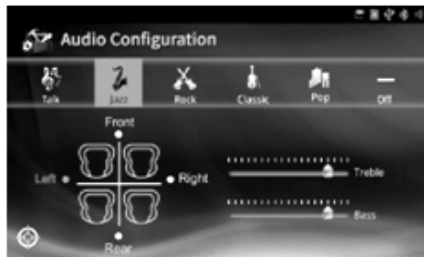 Audio Configuration
Talk
Jazz
Rock
Classic
Pop
Off
Front
Left
Right
Treble
Bass
Rear